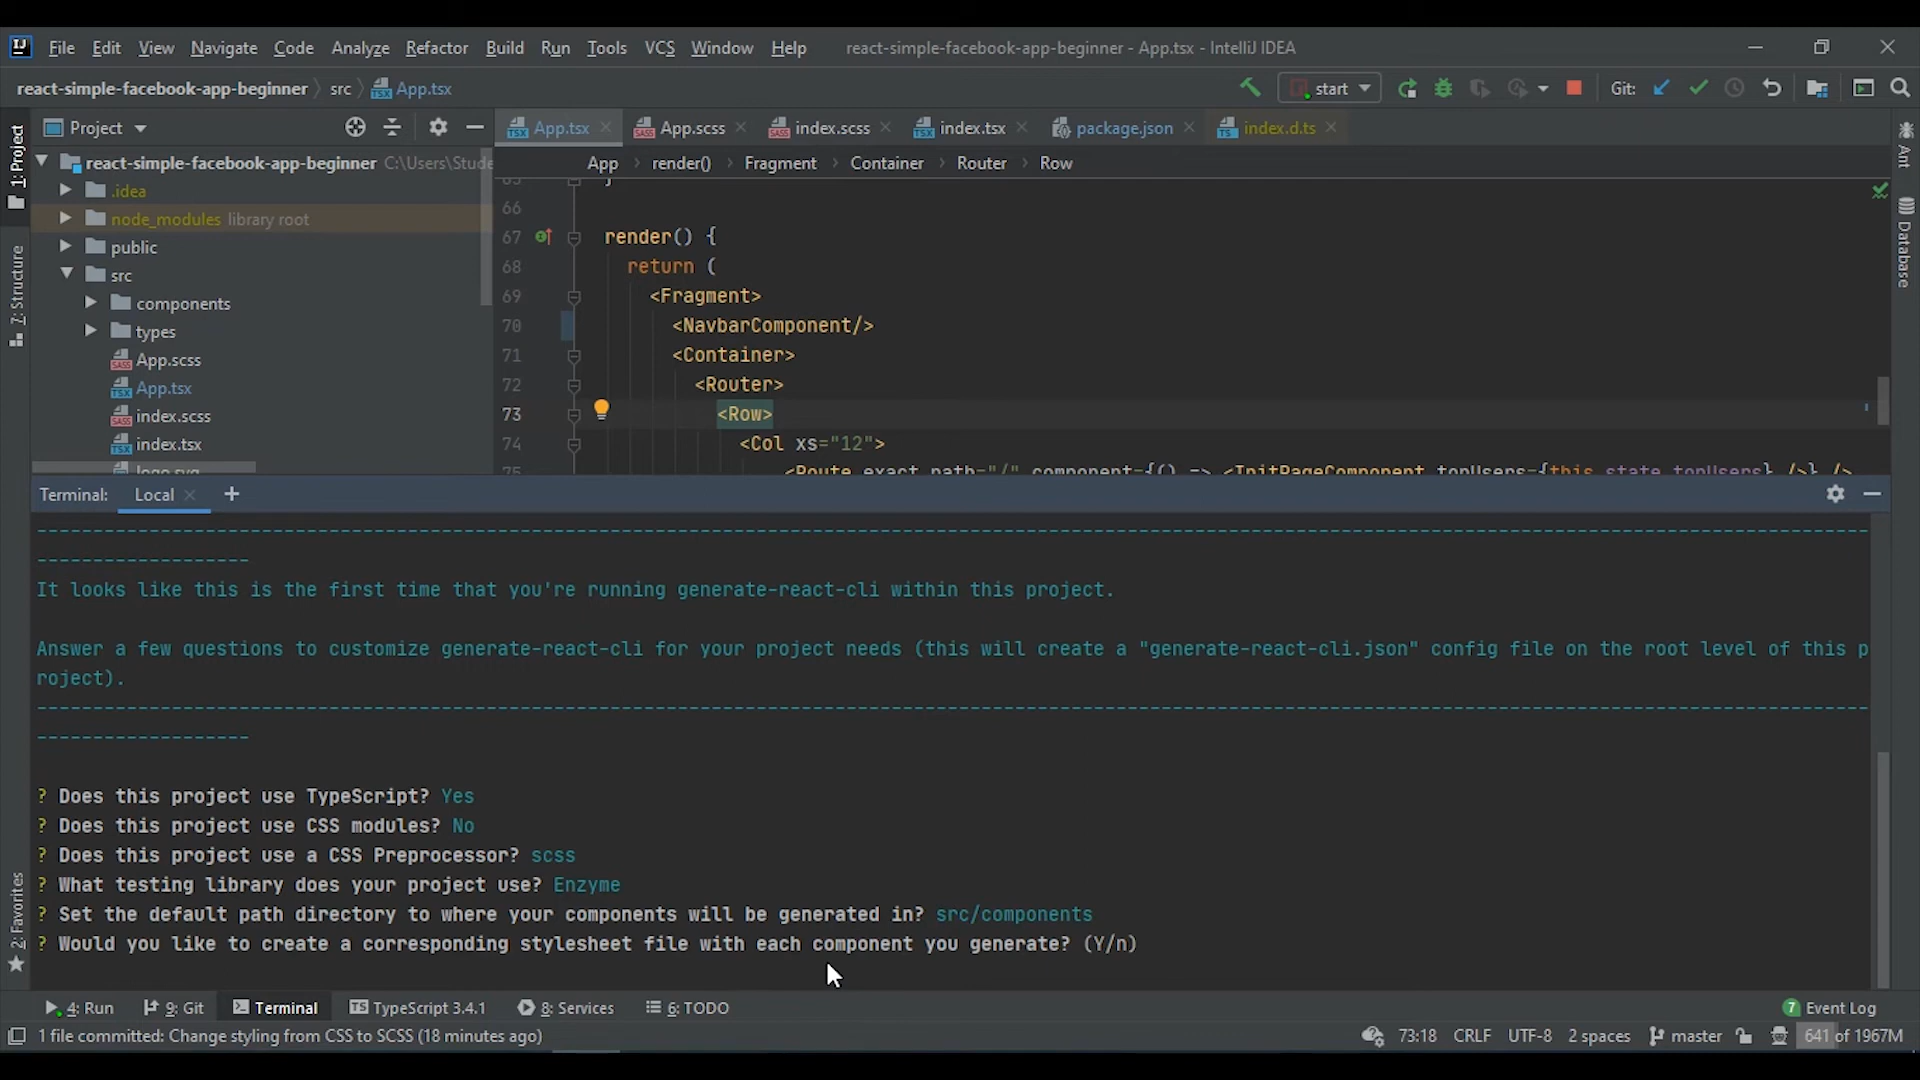 File Edit View Navigate Code Analyze Refactor Build Run Tools VCS Window Help react-simple-facebook-app-beginner - App.tsx - IntelliJ IDEA
react-simple-facebook-app-beginner src App.tsx start Git:
Project App.tsx App.scss index.scss index.tsx package.json index.d.ts
react-simple-facebook-app-beginner C:\Users\Stude App render() Fragment Container Router Row
.idea
node_modules library root
public
src
components
types
App.scss
App.tsx
index.scss
index.tsx
logo.svg
65 }
66
67 render() {
68 return (
69 <Fragment>
70 <NavbarComponent/>
71 <Container>
72 <Router>
73 <Row>
74 <Col xs="12">
75 <Route exact path="/" component={() => <InitPageComponent topUsers={this.state.topUsers} />} />
1: Project
7: Structure
2: Favorites
Ant
Database
Terminal: Local +
--------------------------------------------------------------------------------
-------------------
It looks like this is the first time that you're running generate-react-cli within this project.
Answer a few questions to customize generate-react-cli for your project needs (this will create a "generate-react-cli.json" config file on the root level of this p
roject).
--------------------------------------------------------------------------------
-------------------
? Does this project use TypeScript? Yes
? Does this project use CSS modules? No
? Does this project use a CSS Preprocessor? scss
? What testing library does your project use? Enzyme
? Set the default path directory to where your components will be generated in? src/components
? Would you like to create a corresponding stylesheet file with each component you generate? (Y/n)
4: Run 9: Git Terminal TypeScript 3.4.1 8: Services 6: TODO 7 Event Log
1 file committed: Change styling from CSS to SCSS (18 minutes ago) 73:18 CRLF UTF-8 2 spaces master 641 of 1967M